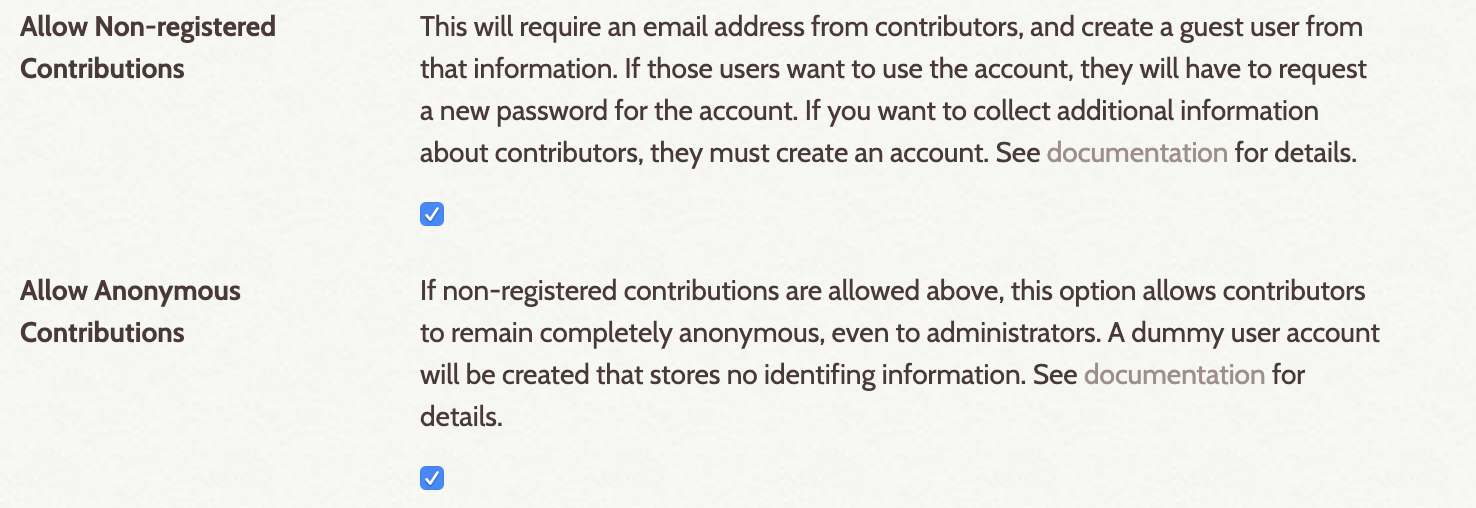 Allow Non-registered
Contributions
This will require an email address from contributors, and create a guest user from
that information. If those users want to use the account, they will have to request
a new password for the account. If you want to collect additional information
about contributors, they must create an account. See documentation for details.
Allow Anonymous
Contributions
If non-registered contributions are allowed above, this option allows contributors
to remain completely anonymous, even to administrators. A dummy user account
will be created that stores no identifing information. See documentation for
details.